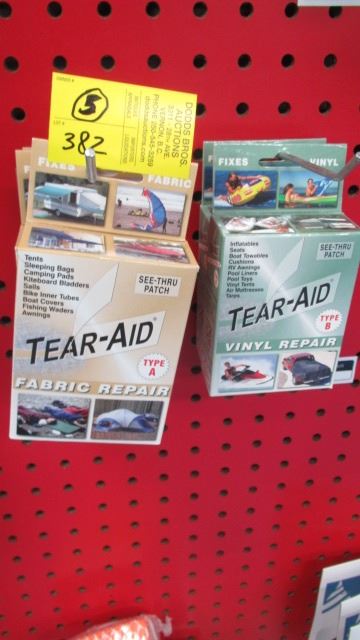 DODDS BROS.
AUCTIONS
VERNON, B.C.
5
382
FIXES
FABRIC
Tents
Sleeping Bags
Camping Pads
Kiteboard Bladders
Sails
Bike Inner Tubes
Boat Covers
Fishing Waders
Awnings
SEE-THRU
PATCH
TEAR-AID®
TYPE
A
FABRIC REPAIR
FIXES
VINYL
Inflatables
Seats
Boat Towables
Cushions
RV Awnings
Pool Liners
Pool Toys
Vinyl Tents
Air Mattresses
Tarps
SEE-THRU
PATCH
TEAR-AID®
TYPE
B
VINYL REPAIR